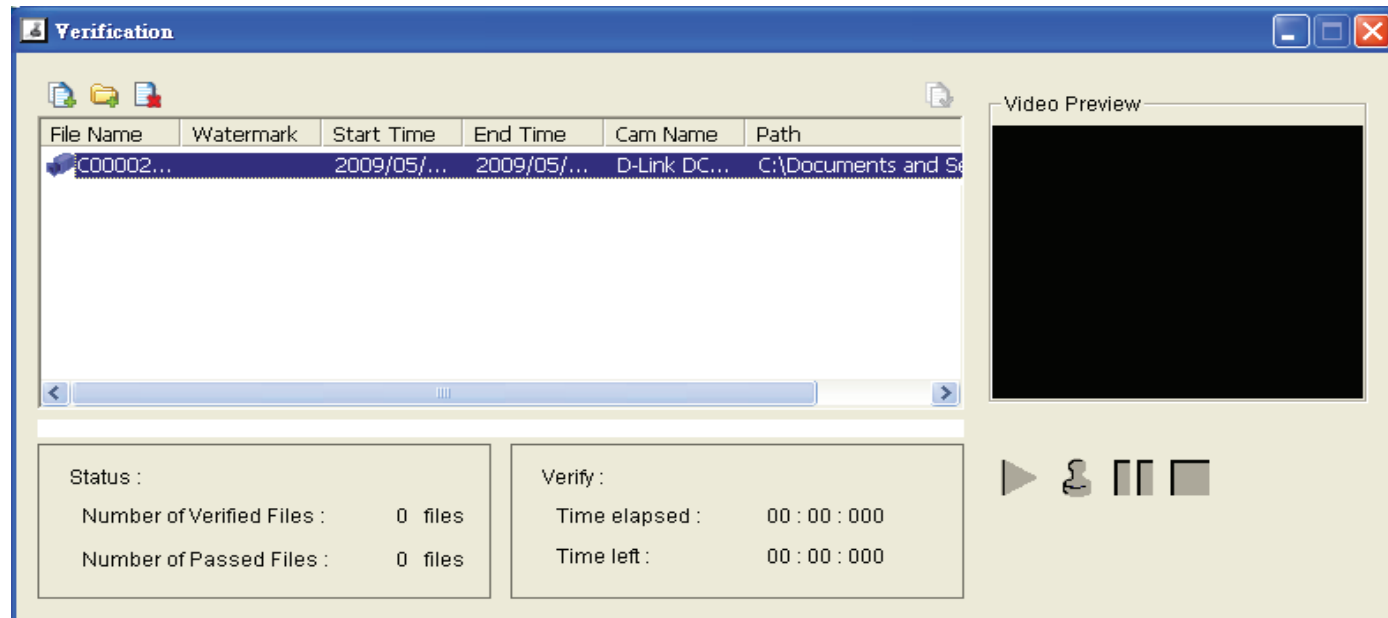 Verification
Video Preview
File Name Watermark Start Time End Time Cam Name Path
C00002... 2009/05/... 2009/05/... D-Link DC... C:\Documents and Se
Status :
Number of Verified Files : 0 files
Number of Passed Files : 0 files
Verify :
Time elapsed : 00 : 00 : 000
Time left : 00 : 00 : 000